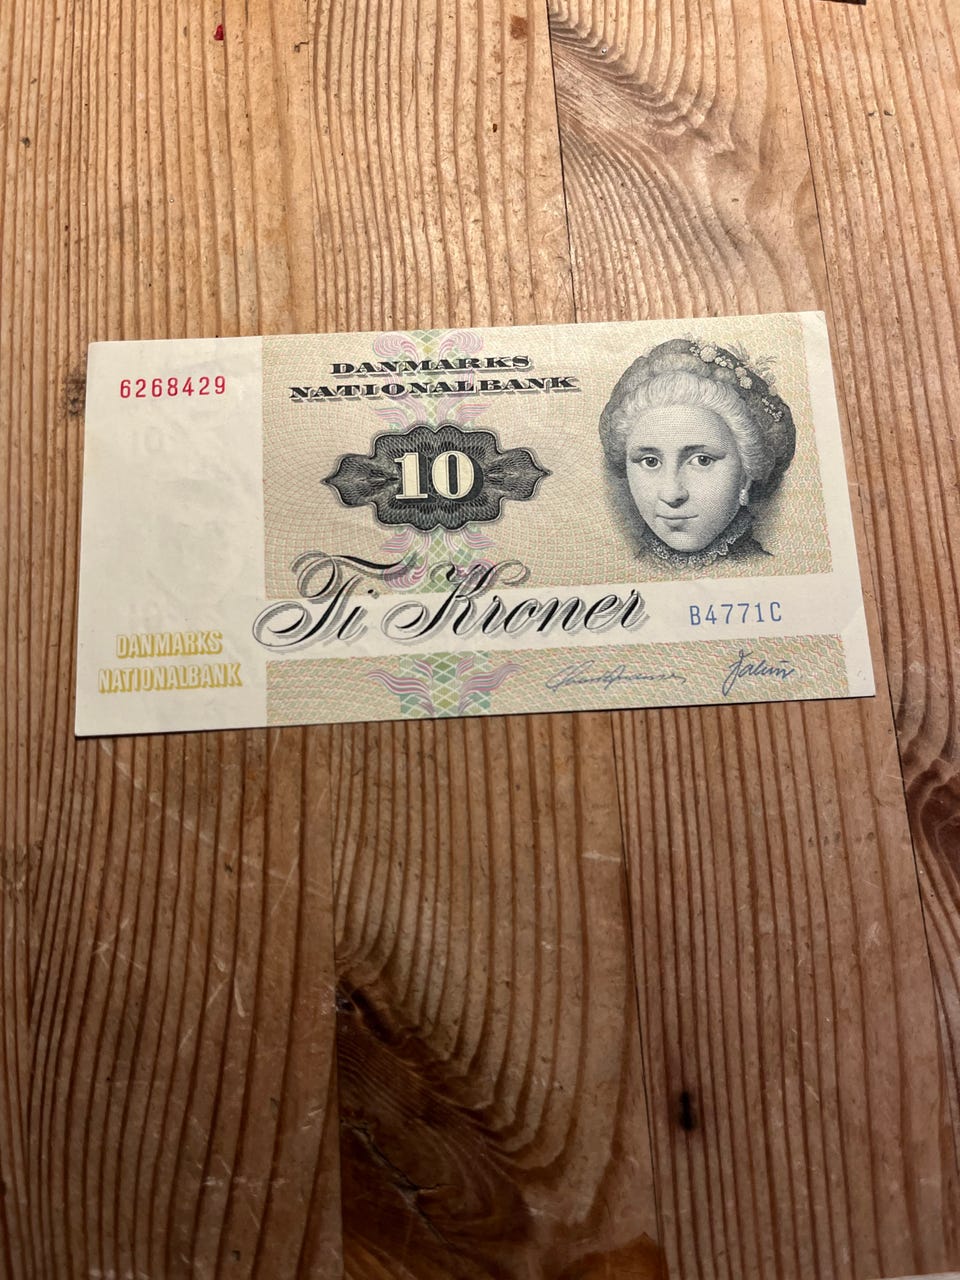 6268429
DANMARKS
NATIONALBANK
10
Ti Kroner
B4771C
DANMARKS
NATIONALBANK